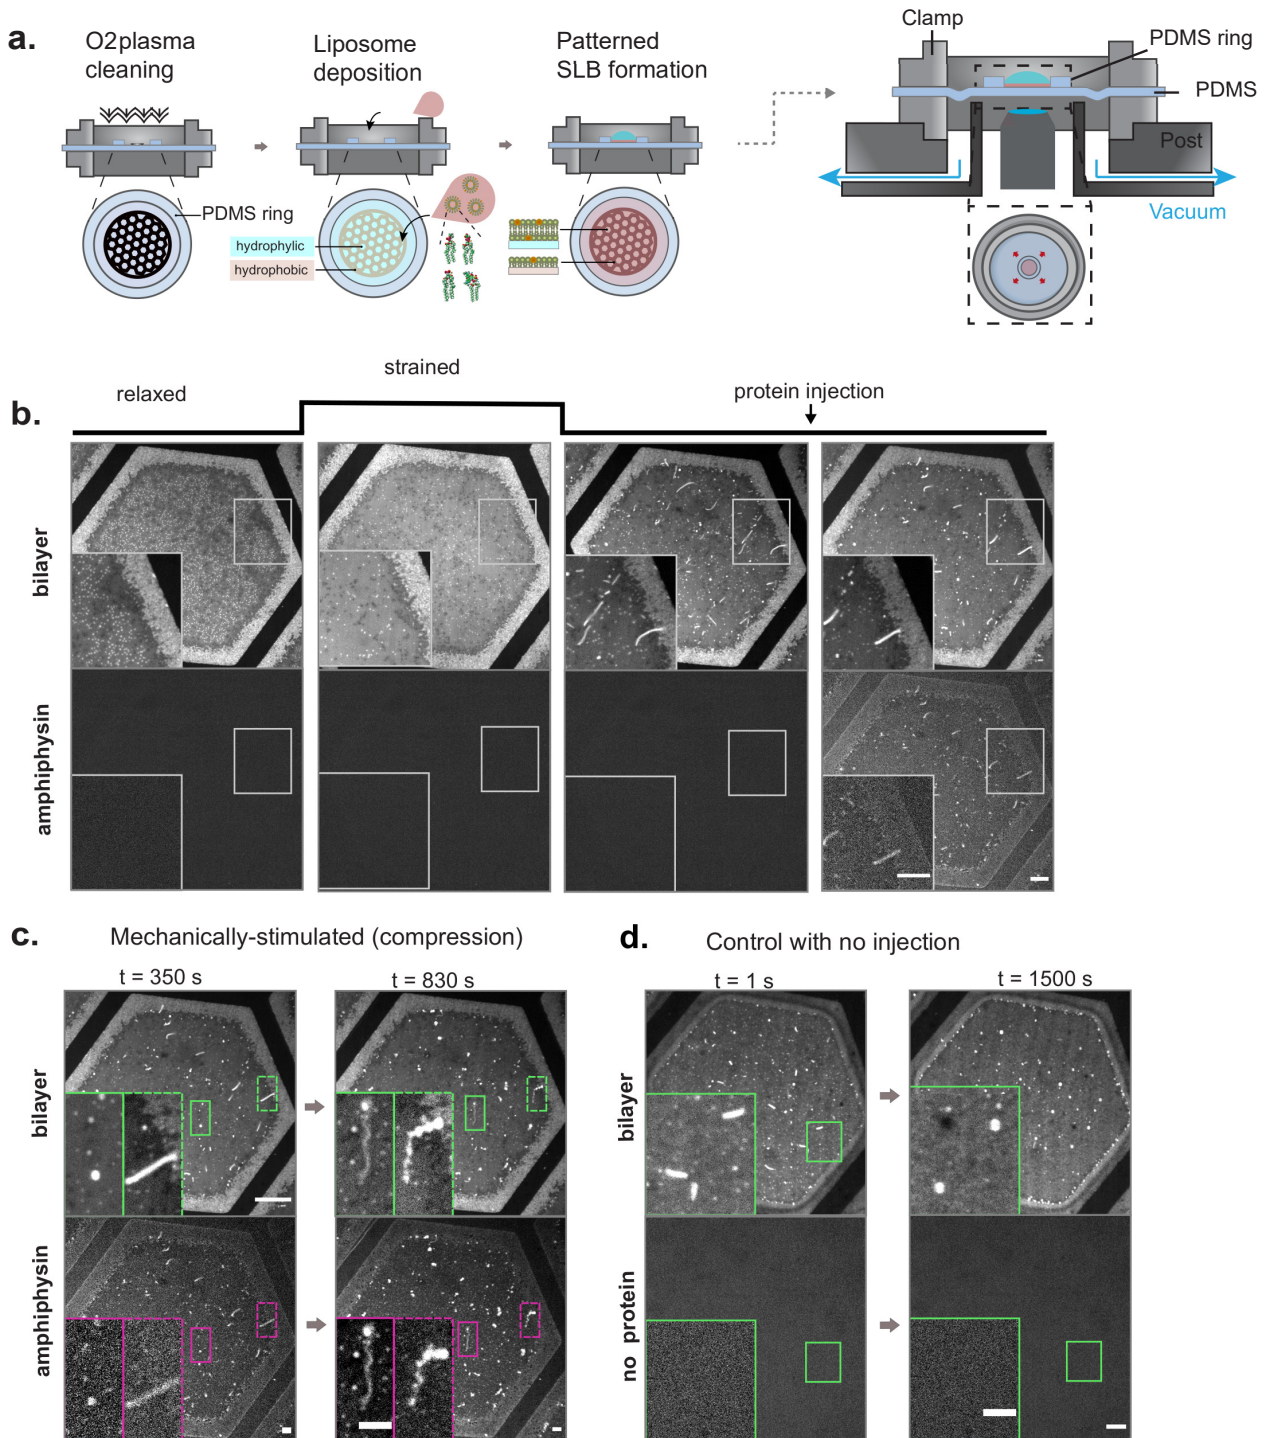 a.
O2plasma
cleaning
Liposome
deposition
Patterned
SLB formation
Clamp
PDMS ring
PDMS
Post
Vacuum
PDMS ring
hydrophylic
hydrophobic
b.
relaxed
strained
protein injection
bilayer
amphiphysin
c.
Mechanically-stimulated (compression)
t = 350 s
t = 830 s
bilayer
amphiphysin
d.
Control with no injection
t = 1 s
t = 1500 s
bilayer
no protein